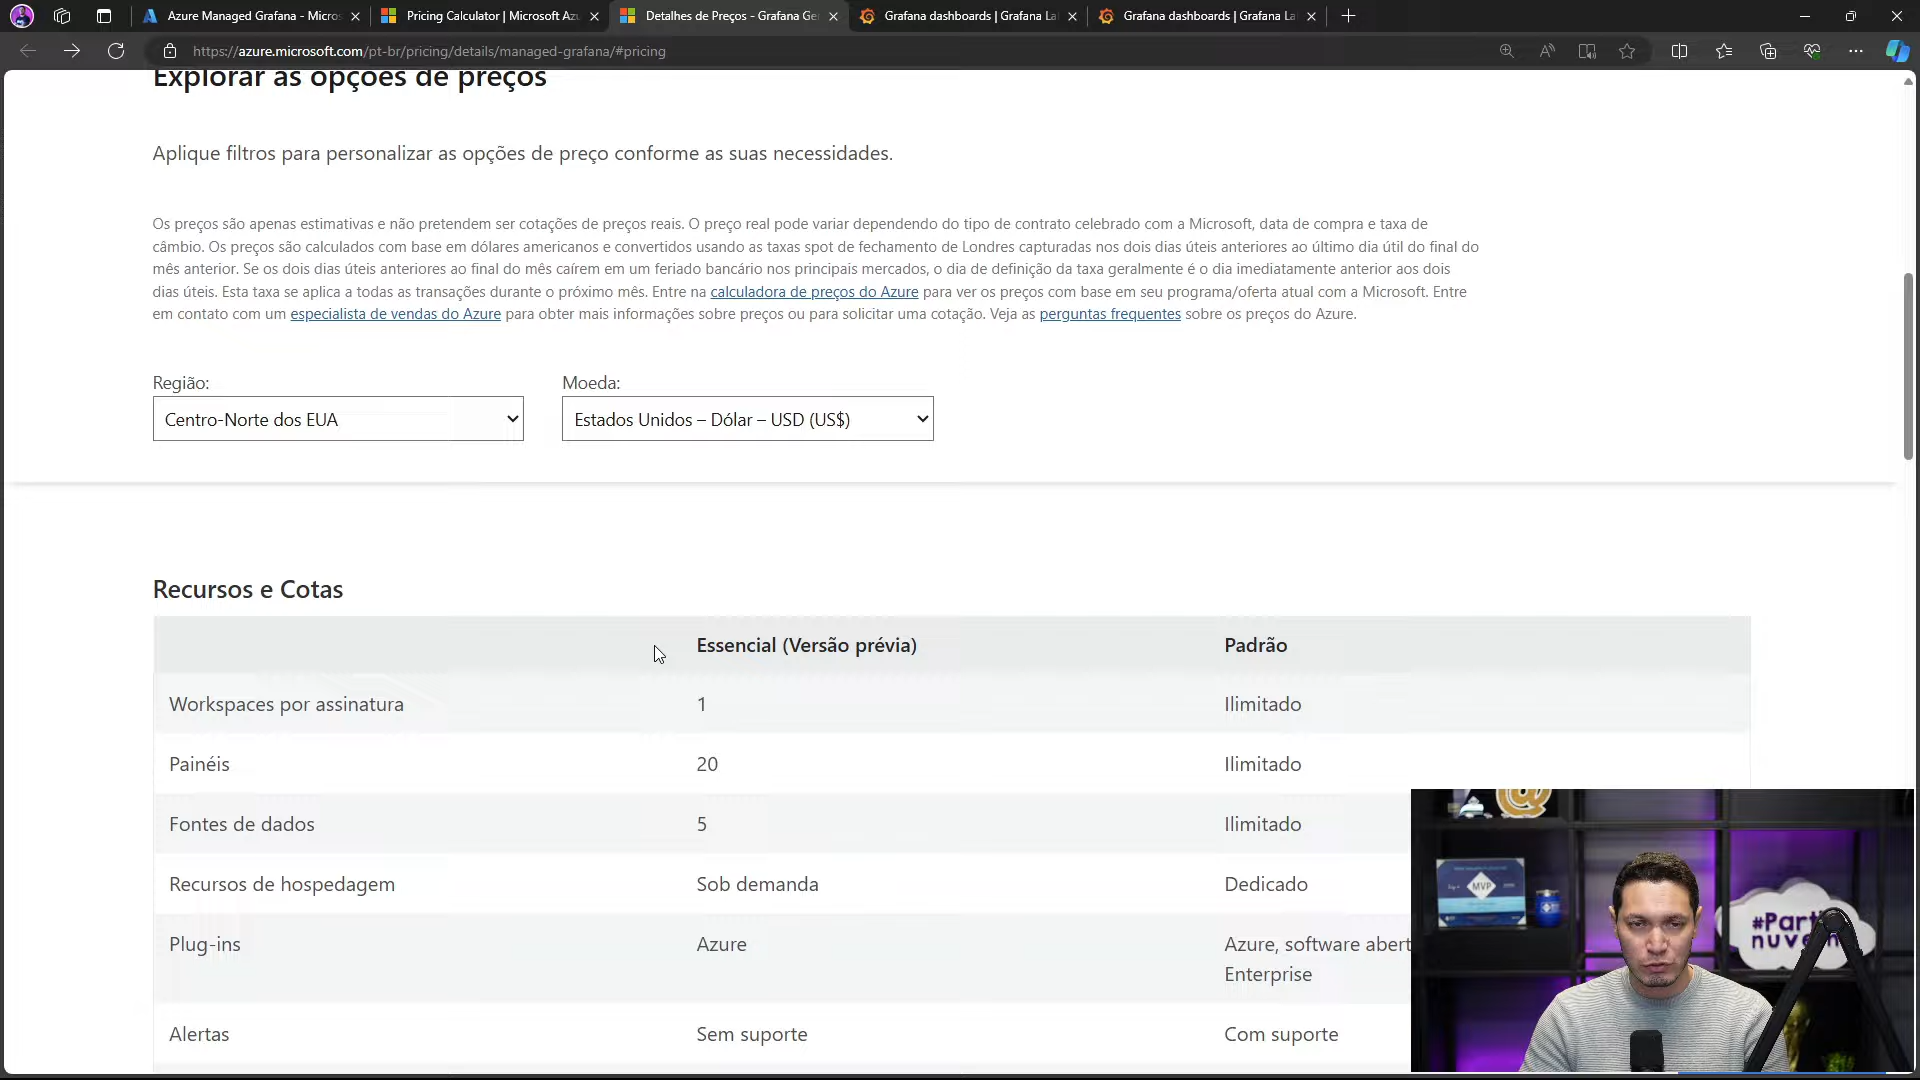 Azure Managed Grafana - Micros
Pricing Calculator | Microsoft Azu
Detalhes de Preços - Grafana Ge
Grafana dashboards | Grafana La
Grafana dashboards | Grafana La
https://azure.microsoft.com/pt-br/pricing/details/managed-grafana/#pricing
Explorar as opções de preços
Aplique filtros para personalizar as opções de preço conforme as suas necessidades.
Os preços são apenas estimativas e não pretendem ser cotações de preços reais. O preço real pode variar dependendo do tipo de contrato celebrado com a Microsoft, data de compra e taxa de
câmbio. Os preços são calculados com base em dólares americanos e convertidos usando as taxas spot de fechamento de Londres capturadas nos dois dias úteis anteriores ao último dia útil do final do
mês anterior. Se os dois dias úteis anteriores ao final do mês caírem em um feriado bancário nos principais mercados, o dia de definição da taxa geralmente é o dia imediatamente anterior aos dois
dias úteis. Esta taxa se aplica a todas as transações durante o próximo mês. Entre na calculadora de preços do Azure para ver os preços com base em seu programa/oferta atual com a Microsoft. Entre
em contato com um especialista de vendas do Azure para obter mais informações sobre preços ou para solicitar uma cotação. Veja as perguntas frequentes sobre os preços do Azure.
Região:
Moeda:
Centro-Norte dos EUA
Estados Unidos – Dólar – USD (US$)
Recursos e Cotas
Essencial (Versão prévia)
Padrão
Workspaces por assinatura
1
Ilimitado
Painéis
20
Ilimitado
Fontes de dados
5
Ilimitado
Recursos de hospedagem
Sob demanda
Dedicado
Plug-ins
Azure
Azure, software abert
Enterprise
Alertas
Sem suporte
Com suporte
MVP
#Parti
nuvem